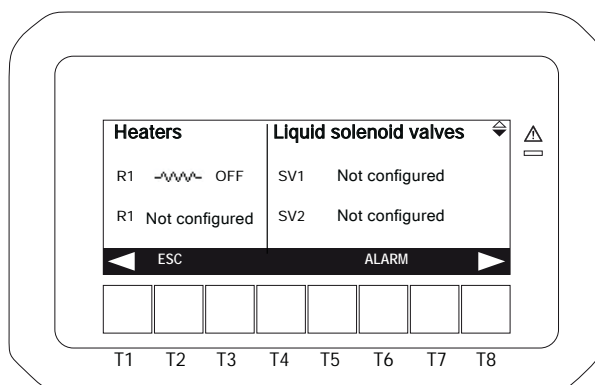 Heaters Liquid solenoid valves
R1 OFF SV1 Not configured
R1 Not configured SV2 Not configured
ESC ALARM
T1 T2 T3 T4 T5 T6 T7 T8